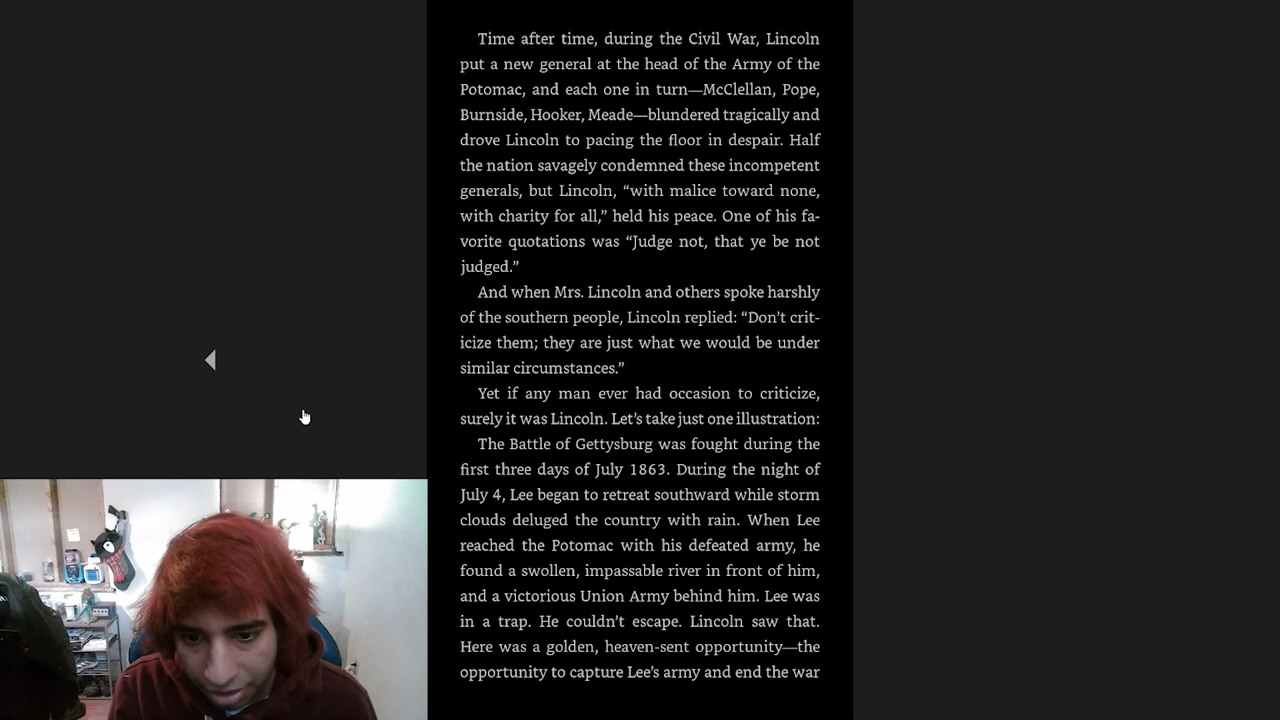 Time after time, during the Civil War, Lincoln
put a new general at the head of the Army of the
Potomac, and each one in turn—McClellan, Pope,
Burnside, Hooker, Meade—blundered tragically and
drove Lincoln to pacing the floor in despair. Half
the nation savagely condemned these incompetent
generals, but Lincoln, “with malice toward none,
with charity for all,” held his peace. One of his fa-
vorite quotations was “Judge not, that ye be not
judged.”
And when Mrs. Lincoln and others spoke harshly
of the southern people, Lincoln replied: “Don’t crit-
icize them; they are just what we would be under
similar circumstances.”
Yet if any man ever had occasion to criticize,
surely it was Lincoln. Let’s take just one illustration:
The Battle of Gettysburg was fought during the
first three days of July 1863. During the night of
July 4, Lee began to retreat southward while storm
clouds deluged the country with rain. When Lee
reached the Potomac with his defeated army, he
found a swollen, impassable river in front of him,
and a victorious Union Army behind him. Lee was
in a trap. He couldn’t escape. Lincoln saw that.
Here was a golden, heaven-sent opportunity—the
opportunity to capture Lee’s army and end the war